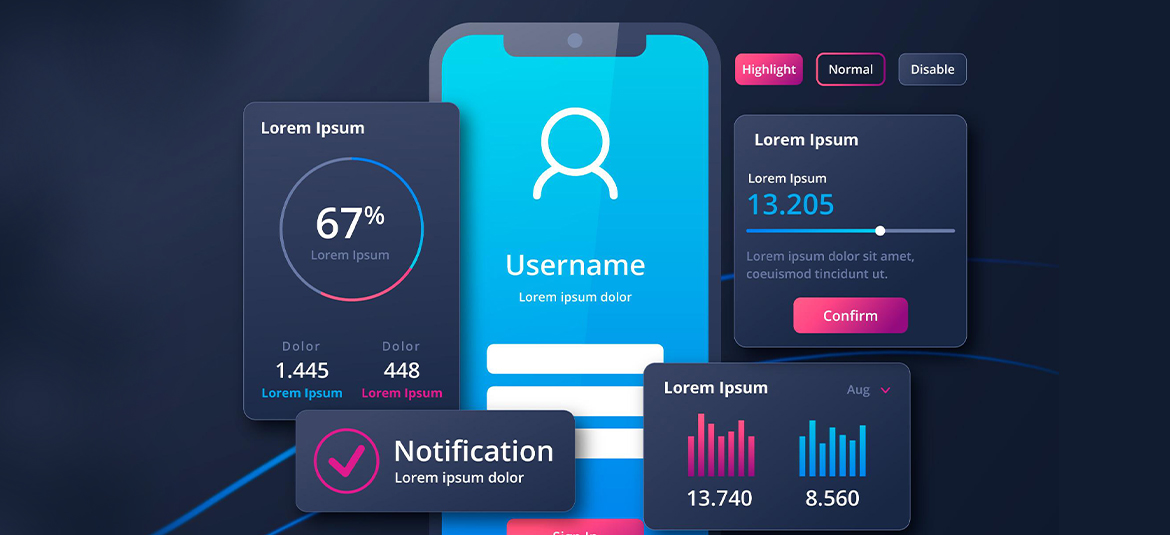 Highlight
Normal
Disable
Lorem Ipsum
67%
Lorem Ipsum
Dolor
1.445
Lorem Ipsum
Dolor
448
Lorem Ipsum
Username
Lorem ipsum dolor
Lorem Ipsum
Lorem Ipsum
13.205
Lorem ipsum dolor sit amet,
coeuismod tincidunt ut.
Confirm
Notification
Lorem ipsum dolor
Lorem Ipsum
Aug
13.740
8.560
Sign In